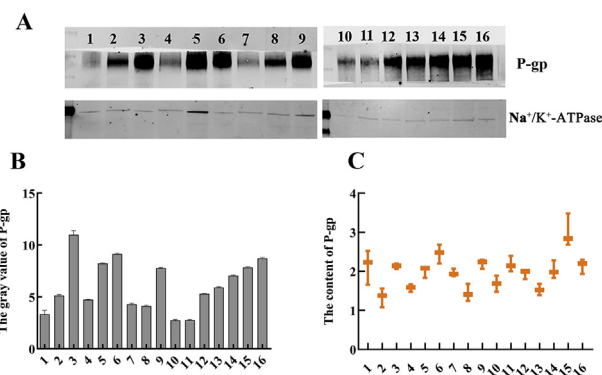 A
1 2 3 4 5 6 7 8 9
10 11 12 13 14 15 16
P-gp
Na+/K+-ATPase
B
The gray value of P-gp
15
10
5
0
1 2 3 4 5 6 7 8 9 10 11 12 13 14 15 16
C
The content of P-gp
4
3
2
1
0
1 2 3 4 5 6 7 8 9 10 11 12 13 14 15 16